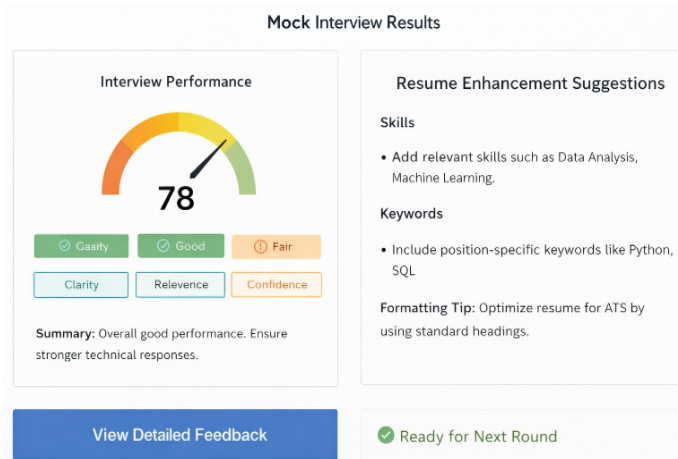 Mock Interview Results
Interview Performance
78
Gaarity Good Fair
Clarity Relevence Confidence
Summary: Overall good performance. Ensure
stronger technical responses.
View Detailed Feedback
Resume Enhancement Suggestions
Skills
• Add relevant skills such as Data Analysis,
Machine Learning.
Keywords
• Include position-specific keywords like Python,
SQL
Formatting Tip: Optimize resume for ATS by
using standard headings.
Ready for Next Round